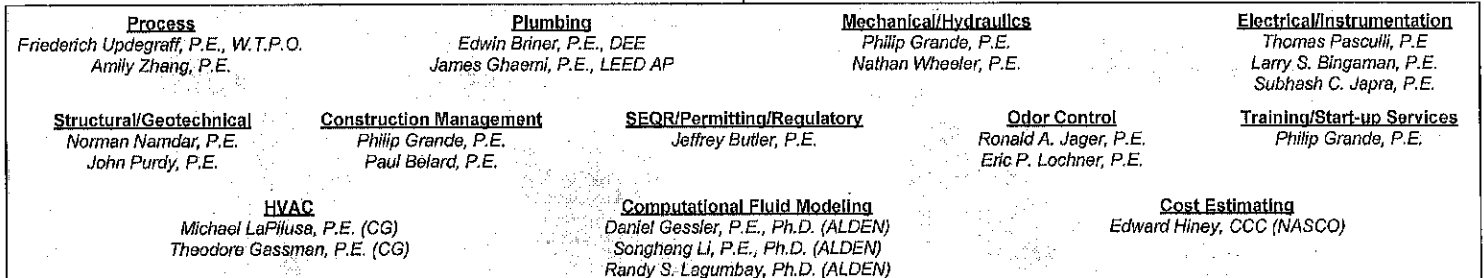 Process
Friederich Updegraff, P.E., W.T.P.O.
Amily Zhang, P.E.
Plumbing
Edwin Briner, P.E., DEE
James Ghaemi, P.E., LEED AP
Mechanical/Hydraulics
Philip Grande, P.E.
Nathan Wheeler, P.E.
Electrical/Instrumentation
Thomas Pasculli, P.E
Larry S. Bingaman, P.E.
Subhash C. Japra, P.E.
Structural/Geotechnical
Norman Namdar, P.E.
John Purdy, P.E.
Construction Management
Philip Grande, P.E.
Paul Belard, P.E.
SEQR/Permitting/Regulatory
Jeffrey Butler, P.E.
Odor Control
Ronald A. Jager, P.E.
Eric P. Lochner, P.E.
Training/Start-up Services
Philip Grande, P.E.
HVAC
Michael LaPilusa, P.E. (CG)
Theodore Gassman, P.E. (CG)
Computational Fluid Modeling
Daniel Gessler, P.E., Ph.D. (ALDEN)
Songheng Li, P.E., Ph.D. (ALDEN)
Randy S. Lagumbay, Ph.D. (ALDEN)
Cost Estimating
Edward Hiney, CCC (NASCO)